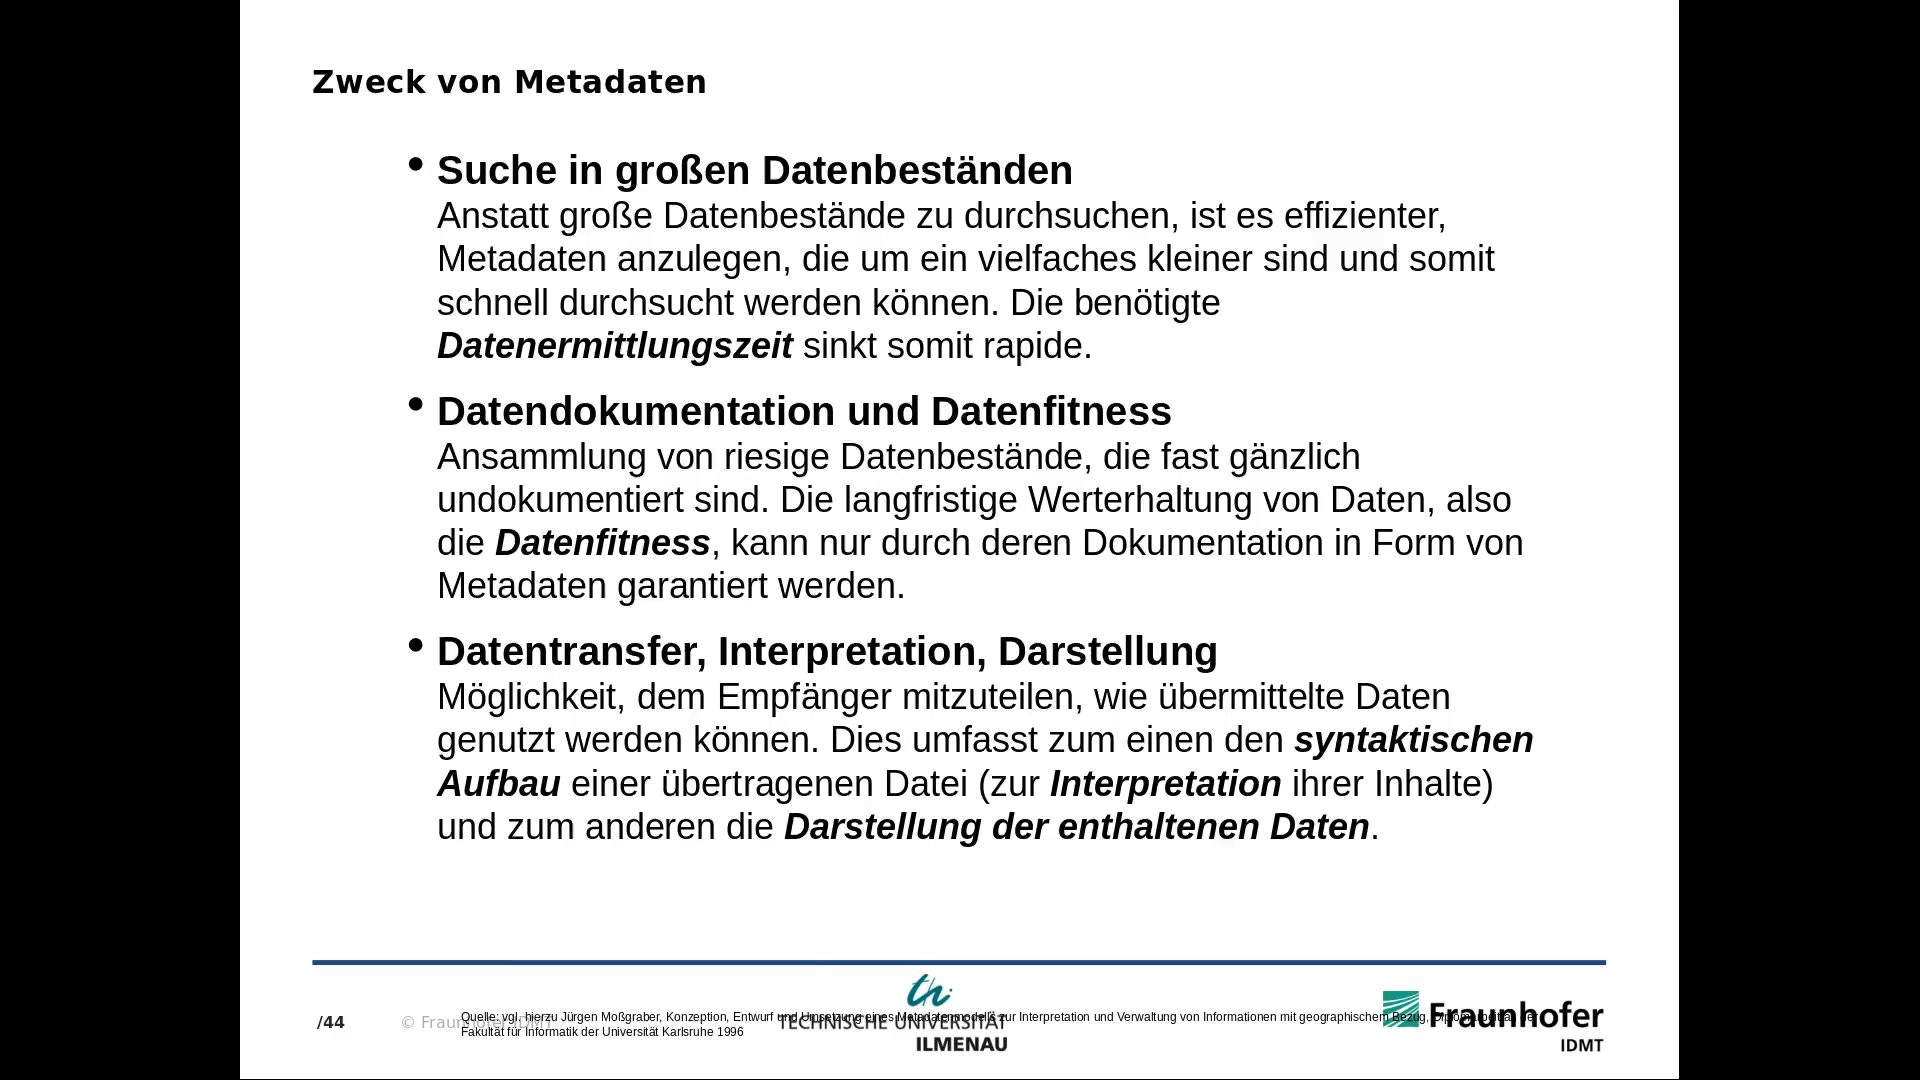 Zweck von Metadaten
• Suche in großen Datenbeständen
Anstatt große Datenbestände zu durchsuchen, ist es effizienter,
Metadaten anzulegen, die um ein vielfaches kleiner sind und somit
schnell durchsucht werden können. Die benötigte
Datenermittlungszeit sinkt somit rapide.
• Datendokumentation und Datenfitness
Ansammlung von riesige Datenbestände, die fast gänzlich
undokumentiert sind. Die langfristige Werterhaltung von Daten, also
die Datenfitness, kann nur durch deren Dokumentation in Form von
Metadaten garantiert werden.
• Datentransfer, Interpretation, Darstellung
Möglichkeit, dem Empfänger mitzuteilen, wie übermittelte Daten
genutzt werden können. Dies umfasst zum einen den syntaktischen
Aufbau einer übertragenen Datei (zur Interpretation ihrer Inhalte)
und zum anderen die Darstellung der enthaltenen Daten.
/44
© Fraunhofer IDMT
Quelle: vgl. hierzu Jürgen Moßgraber, Konzeption, Entwurf und Umsetzung eines Metadatenmodells zur Interpretation und Verwaltung von Informationen mit geographischem Bezug, Diplomarbeit an der
Fakultät für Informatik der Universität Karlsruhe 1996
th
TECHNISCHE UNIVERSITÄT
ILMENAU
Fraunhofer
IDMT